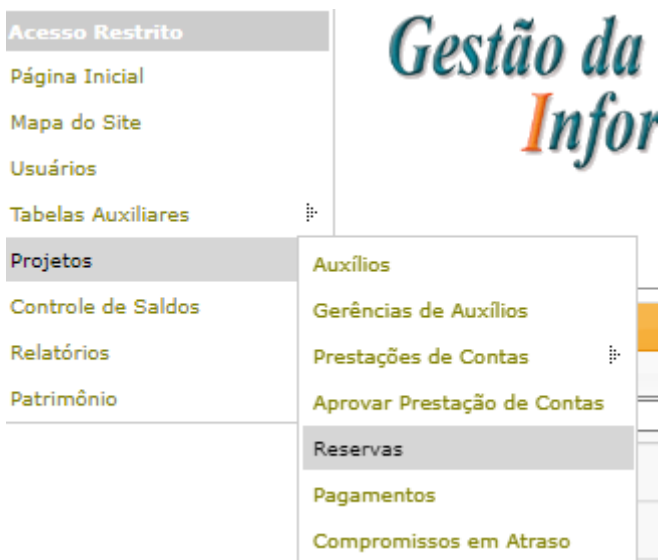 Acesso Restrito
Página Inicial
Mapa do Site
Usuários
Tabelas Auxiliares
Projetos
Controle de Saldos
Relatórios
Patrimônio
Gestão da
Infor
Auxílios
Gerências de Auxílios
Prestações de Contas
Aprovar Prestação de Contas
Reservas
Pagamentos
Compromissos em Atraso